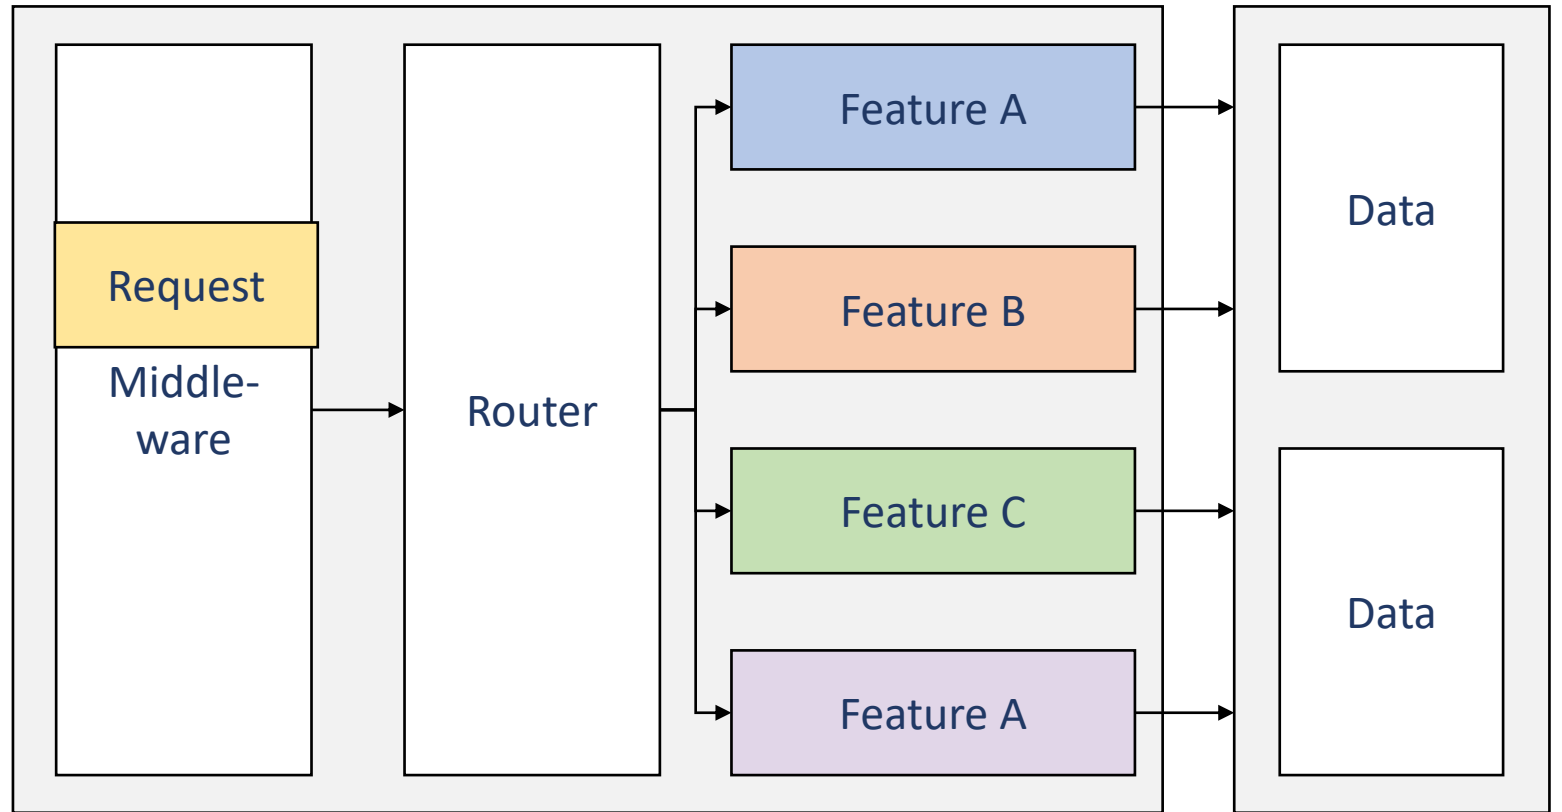 Request
Middle-
ware
Router
Feature A
Feature B
Feature C
Feature A
Data
Data